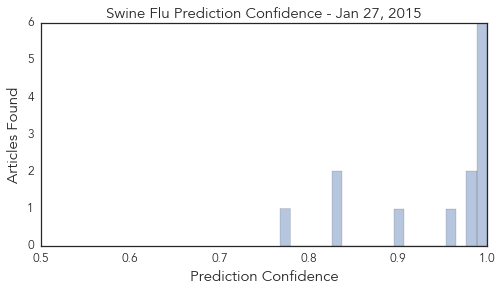 Swine Flu Prediction Confidence - Jan 27, 2015
Articles Found
6
5
4
3
2
1
0
0.5 0.6 0.7 0.8 0.9 1.0
Prediction Confidence